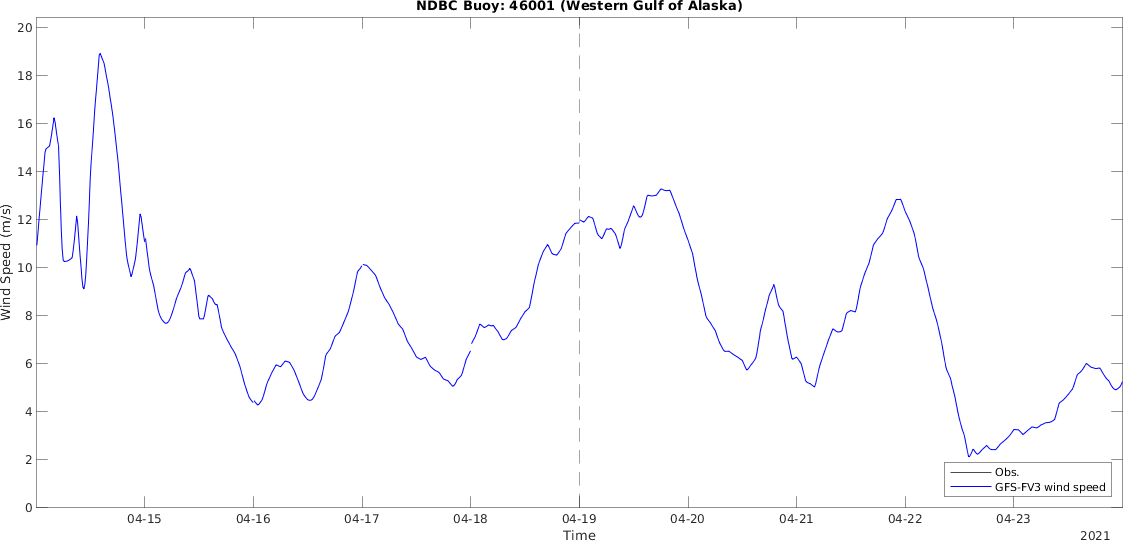 NDBC Buoy: 46001 (Western Gulf of Alaska)
20
18
16
14
12
10
8
6
4
2
0
Wind Speed (m/s)
04-15 04-16 04-17 04-18 04-19 04-20 04-21 04-22 04-23
Time
2021
Obs.
GFS-FV3 wind speed